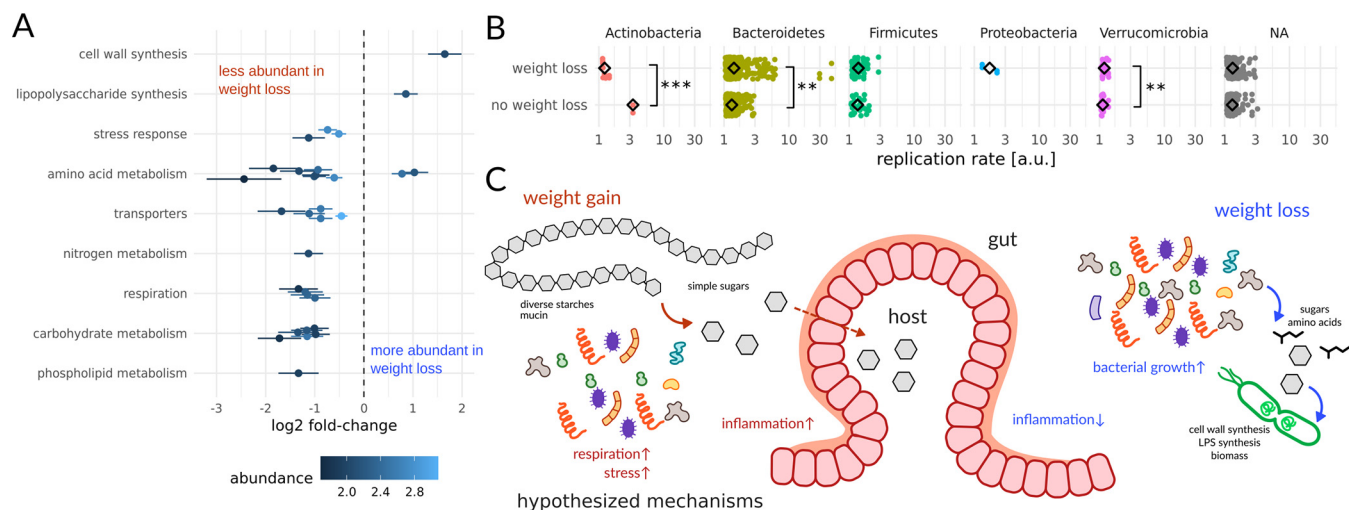 A
cell wall synthesis
lipopolysaccharide synthesis
stress response
amino acid metabolism
transporters
nitrogen metabolism
respiration
carbohydrate metabolism
phospholipid metabolism
less abundant in
weight loss
more abundant in
weight loss
-3 -2 -1 0 1 2
log2 fold-change
abundance
2.0 2.4 2.8
B
Actinobacteria Bacteroidetes Firmicutes Proteobacteria Verrucomicrobia NA
weight loss
no weight loss
*** ** **
1 3 10 30 1 3 10 30 1 3 10 30 1 3 10 30 1 3 10 30 1 3 10 30
replication rate [a.u.]
C
weight gain
diverse starches
mucin
simple sugars
respiration↑
stress↑
hypothesized mechanisms
inflammation↑
host
gut
inflammation↓
weight loss
sugars
amino acids
bacterial growth↑
cell wall synthesis
LPS synthesis
biomass